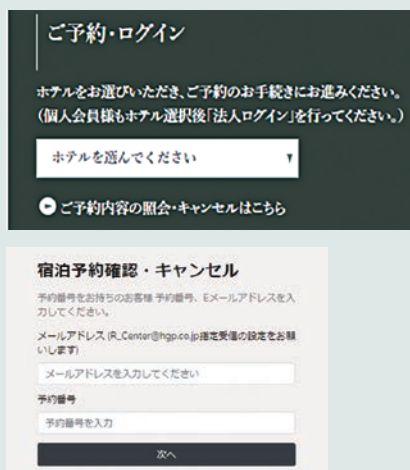 ご予約・ログイン
ホテルをお選びいただき、ご予約のお手続きにお進みください。
（個人会員様もホテル選択後「法人ログイン」を行ってください。）
ホテルを選んでください
ご予約内容の照会・キャンセルはこちら
宿泊予約確認・キャンセル
予約番号をお持ちのお客様 予約番号、Eメールアドレスを入
力してください。
メールアドレス (R_Center@hgp.co.jp指定受信の設定をお願
いします)
メールアドレスを入力してください
予約番号
予約番号を入力
次へ